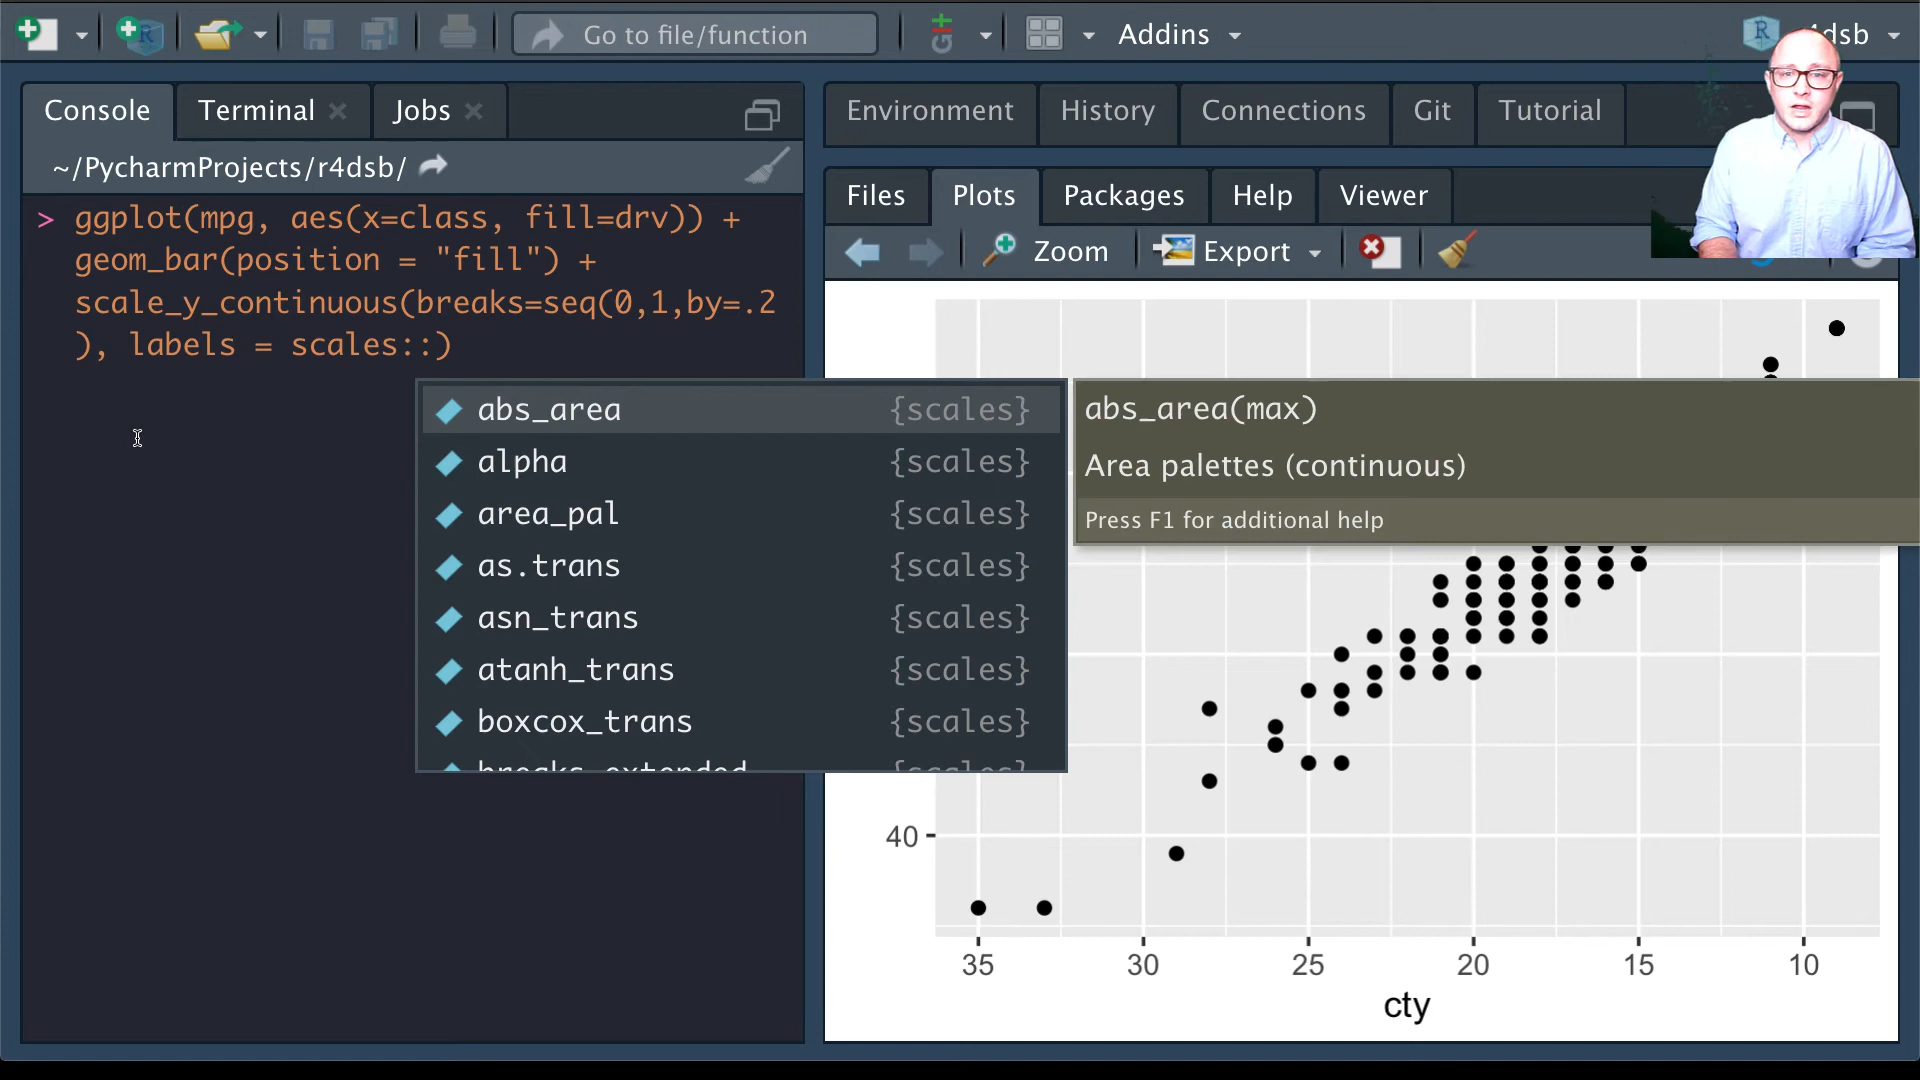 Go to file/function
Git
Addins
Console
Terminal
Jobs
~/PycharmProjects/r4dsb/
> ggplot(mpg, aes(x=class, fill=drv)) +
geom_bar(position = "fill") +
scale_y_continuous(breaks=seq(0,1,by=.2
), labels = scales::)
abs_area {scales}
alpha {scales}
area_pal {scales}
as.trans {scales}
asn_trans {scales}
atanh_trans {scales}
boxcox_trans {scales}
breaks_extended {scales}
Environment
History
Connections
Git
Tutorial
Files
Plots
Packages
Help
Viewer
Zoom
Export
abs_area(max)
Area palettes (continuous)
Press F1 for additional help
40
35 30 25 20 15 10
cty